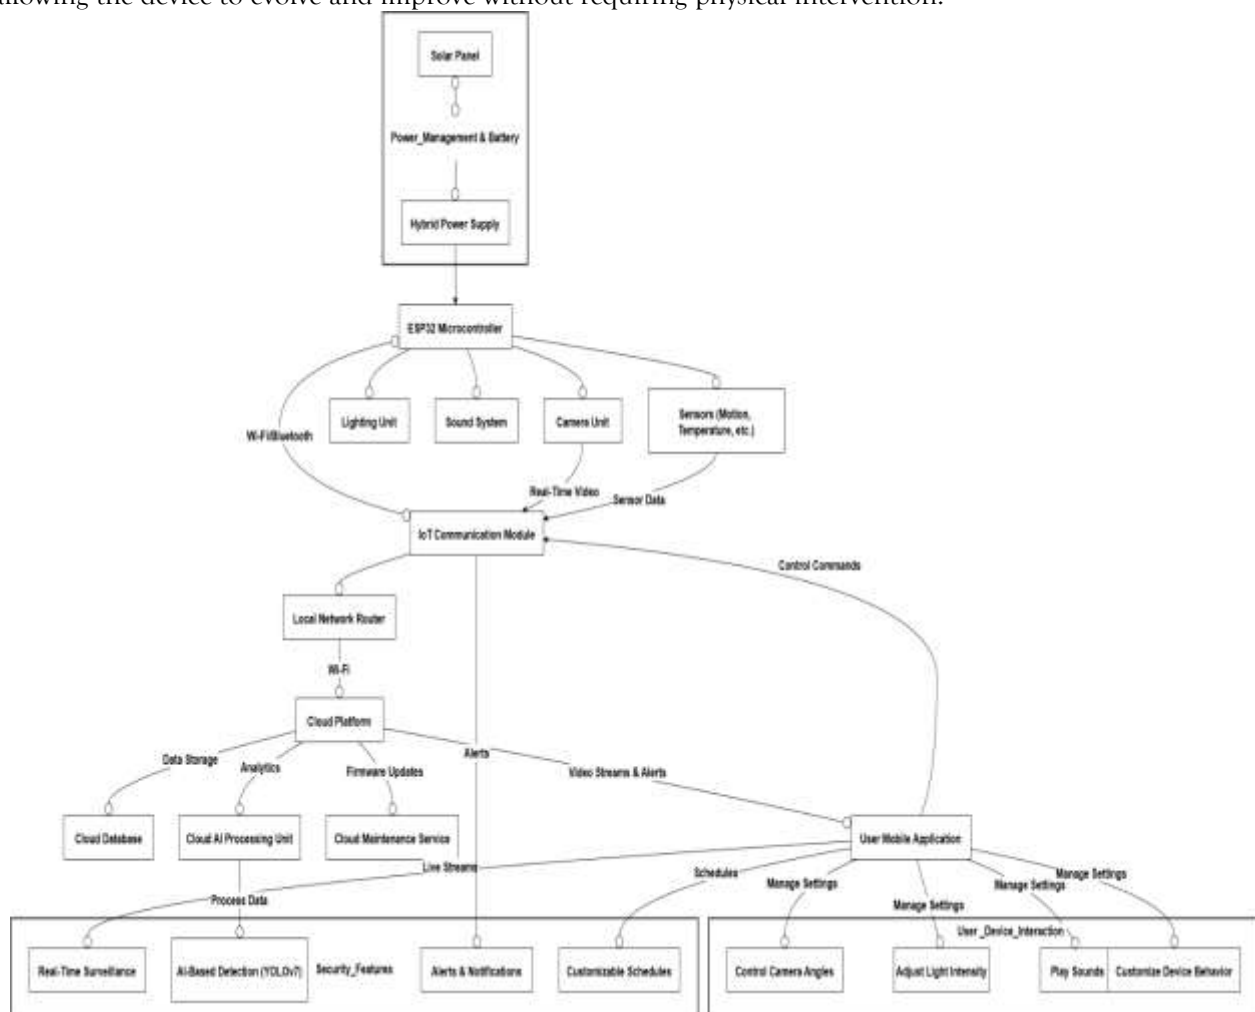 allowing the device to evolve and improve without requiring physical intervention.
Solar Panel
Power_Management & Battery
Hybrid Power Supply
ESP32 Microcontroller
Lighting Unit
Sound System
Camera Unit
Sensors (Motion,
Temperature, etc.)
Wi-Fi/Bluetooth
Real-Time Video
Sensor Data
IoT Communication Module
Control Commands
Local Network Router
Wi-Fi
Cloud Platform
Data Storage
Analytics
Firmware Updates
Alerts
Video Streams & Alerts
Cloud Database
Cloud AI Processing Unit
Cloud Maintenance Service
User Mobile Application
Live Streams
Schedules
Manage Settings
Manage Settings
Manage Settings
Process Data
Manage Settings
User _Device_Interaction
Real-Time Surveillance
AI-Based Detection (YOLOv7)
Security_Features
Alerts & Notifications
Customizable Schedules
Control Camera Angles
Adjust Light Intensity
Play Sounds
Customize Device Behavior